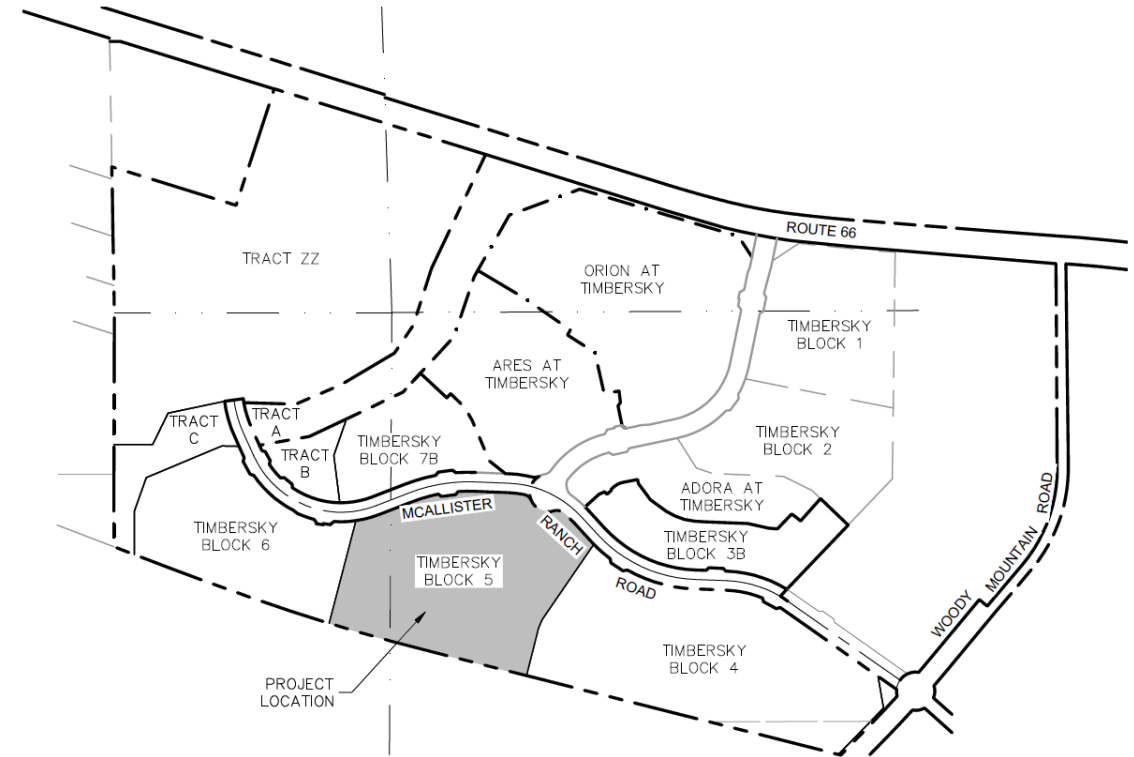 ROUTE 66
TRACT ZZ
ORION AT
TIMBERSKY
TIMBERSKY
BLOCK 1
ARES AT
TIMBERSKY
TRACT
C
TRACT
A
TRACT
B
TIMBERSKY
BLOCK 7B
TIMBERSKY
BLOCK 2
ADORA AT
TIMBERSKY
TIMBERSKY
BLOCK 3B
MCALLISTER
RANCH
ROAD
TIMBERSKY
BLOCK 6
TIMBERSKY
BLOCK 5
WOODY MOUNTAIN ROAD
TIMBERSKY
BLOCK 4
PROJECT
LOCATION